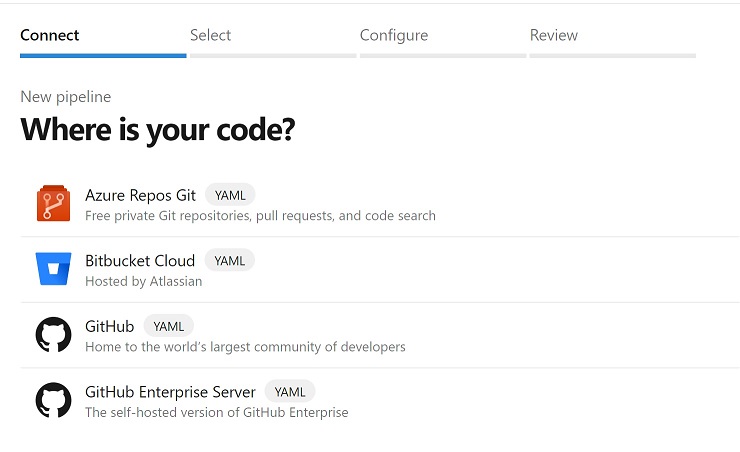 Connect Select Configure Review
New pipeline
Where is your code?
Azure Repos Git YAML
Free private Git repositories, pull requests, and code search
Bitbucket Cloud YAML
Hosted by Atlassian
GitHub YAML
Home to the world's largest community of developers
GitHub Enterprise Server YAML
The self-hosted version of GitHub Enterprise